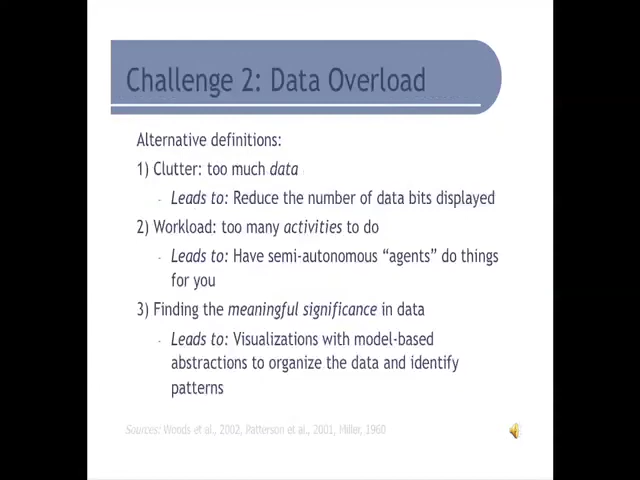 Challenge 2: Data Overload
Alternative definitions:
1) Clutter: too much data
- Leads to: Reduce the number of data bits displayed
2) Workload: too many activities to do
- Leads to: Have semi-autonomous “agents” do things
for you
3) Finding the meaningful significance in data
- Leads to: Visualizations with model-based
abstractions to organize the data and identify
patterns
Sources: Woods et al., 2002, Patterson et al., 2001, Miller, 1960